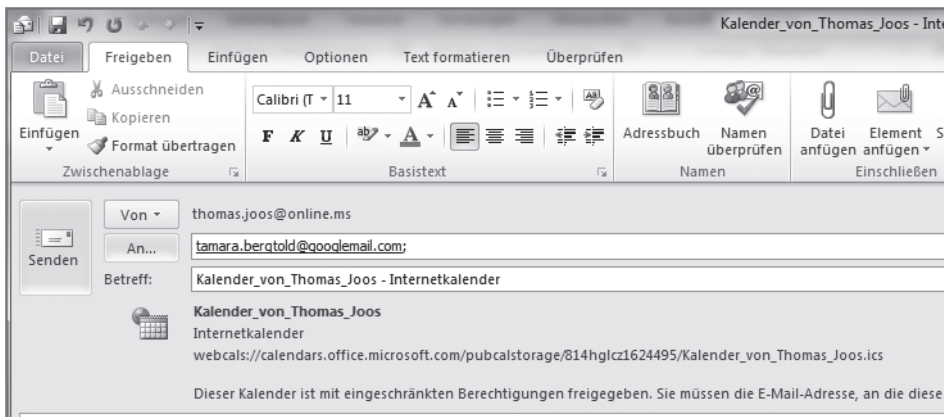 Kalender_von_Thomas_Joos - Inte
Datei Freigeben Einfügen Optionen Text formatieren Überprüfen
Einfügen
Ausschneiden
Kopieren
Format übertragen
Zwischenablage
Calibri (T 11
F K U
Basistext
Adressbuch
Namen
überprüfen
Namen
Datei
anfügen
Element
anfügen
S
Einschließen
Senden
Von thomas.joos@online.ms
An... tamara.bergtold@googlemail.com;
Betreff: Kalender_von_Thomas_Joos - Internetkalender
Kalender_von_Thomas_Joos
Internetkalender
webcals://calendars.office.microsoft.com/pubcalstorage/814hglcz1624495/Kalender_von_Thomas_Joos.ics
Dieser Kalender ist mit eingeschränkten Berechtigungen freigegeben. Sie müssen die E-Mail-Adresse, an die diese